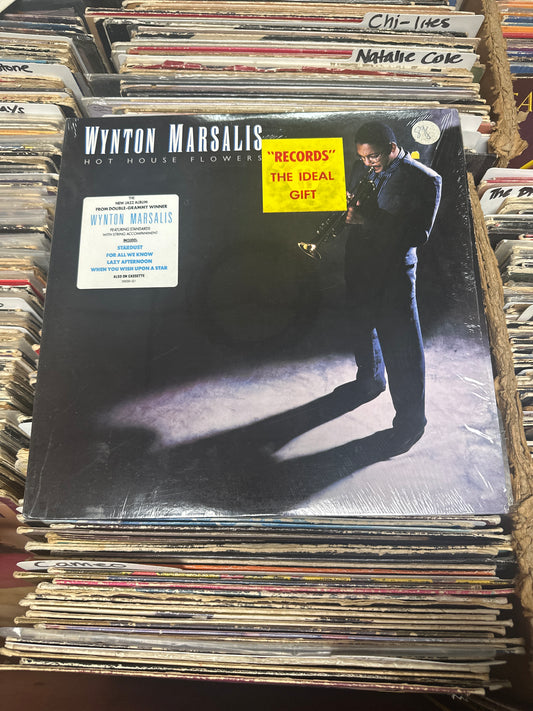 Chi-lites
Natalie Cole
WYNTON MARSALIS
HOT HOUSE FLOWERS
"RECORDS"
THE IDEAL
GIFT
THE
NEW JAZZ ALBUM
FROM DOUBLE-GRAMMY WINNER
WYNTON MARSALIS
FEATURING STANDARDS
WITH STRING ACCOMPANIMENT
INCLUDES:
STARDUST
FOR ALL WE KNOW
LAZY AFTERNOON
WHEN YOU WISH UPON A STAR
ALSO ON CASSETTE
Cameo